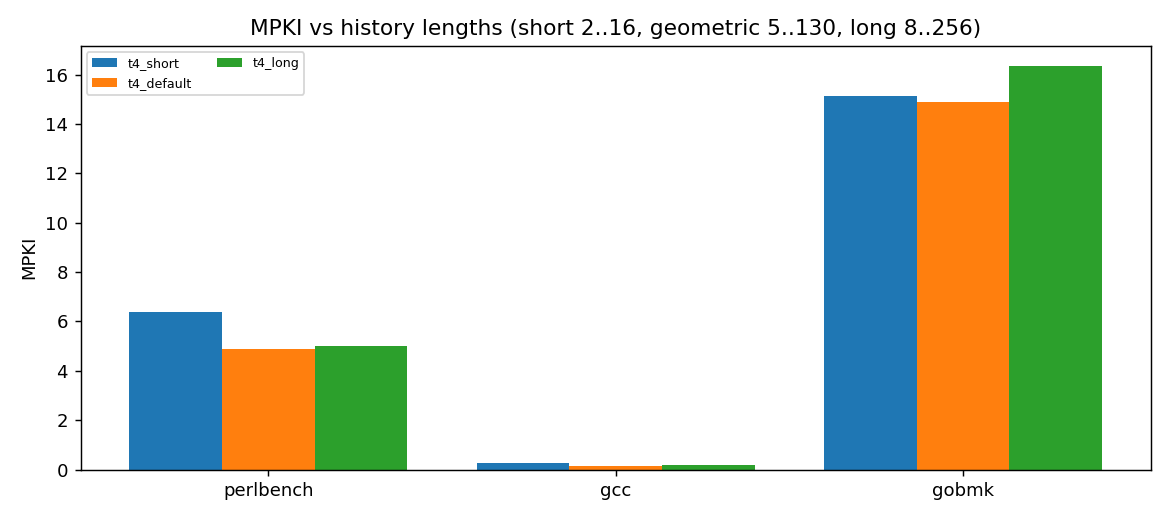 MPKI vs history lengths (short 2..16, geometric 5..130, long 8..256)
t4_short
t4_default
t4_long
MPKI
16
14
12
10
8
6
4
2
0
perlbench
gcc
gobmk